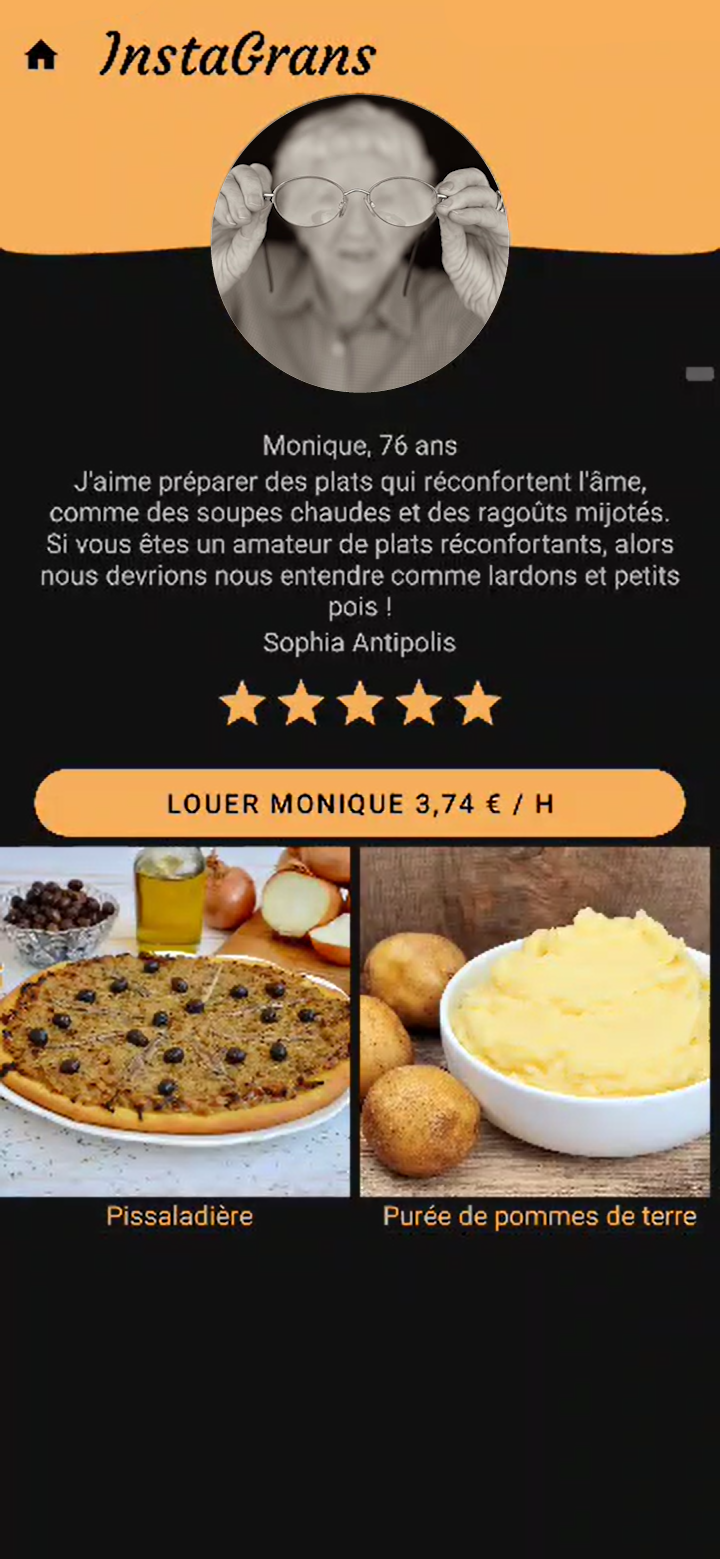 InstaGrans
Monique, 76 ans
J'aime préparer des plats qui réconfortent l'âme,
comme des soupes chaudes et des ragoûts mijotés.
Si vous êtes un amateur de plats réconfortants, alors
nous devrions nous entendre comme lardons et petits
pois !
Sophia Antipolis
LOUER MONIQUE 3,74 € / H
Pissaladière
Purée de pommes de terre